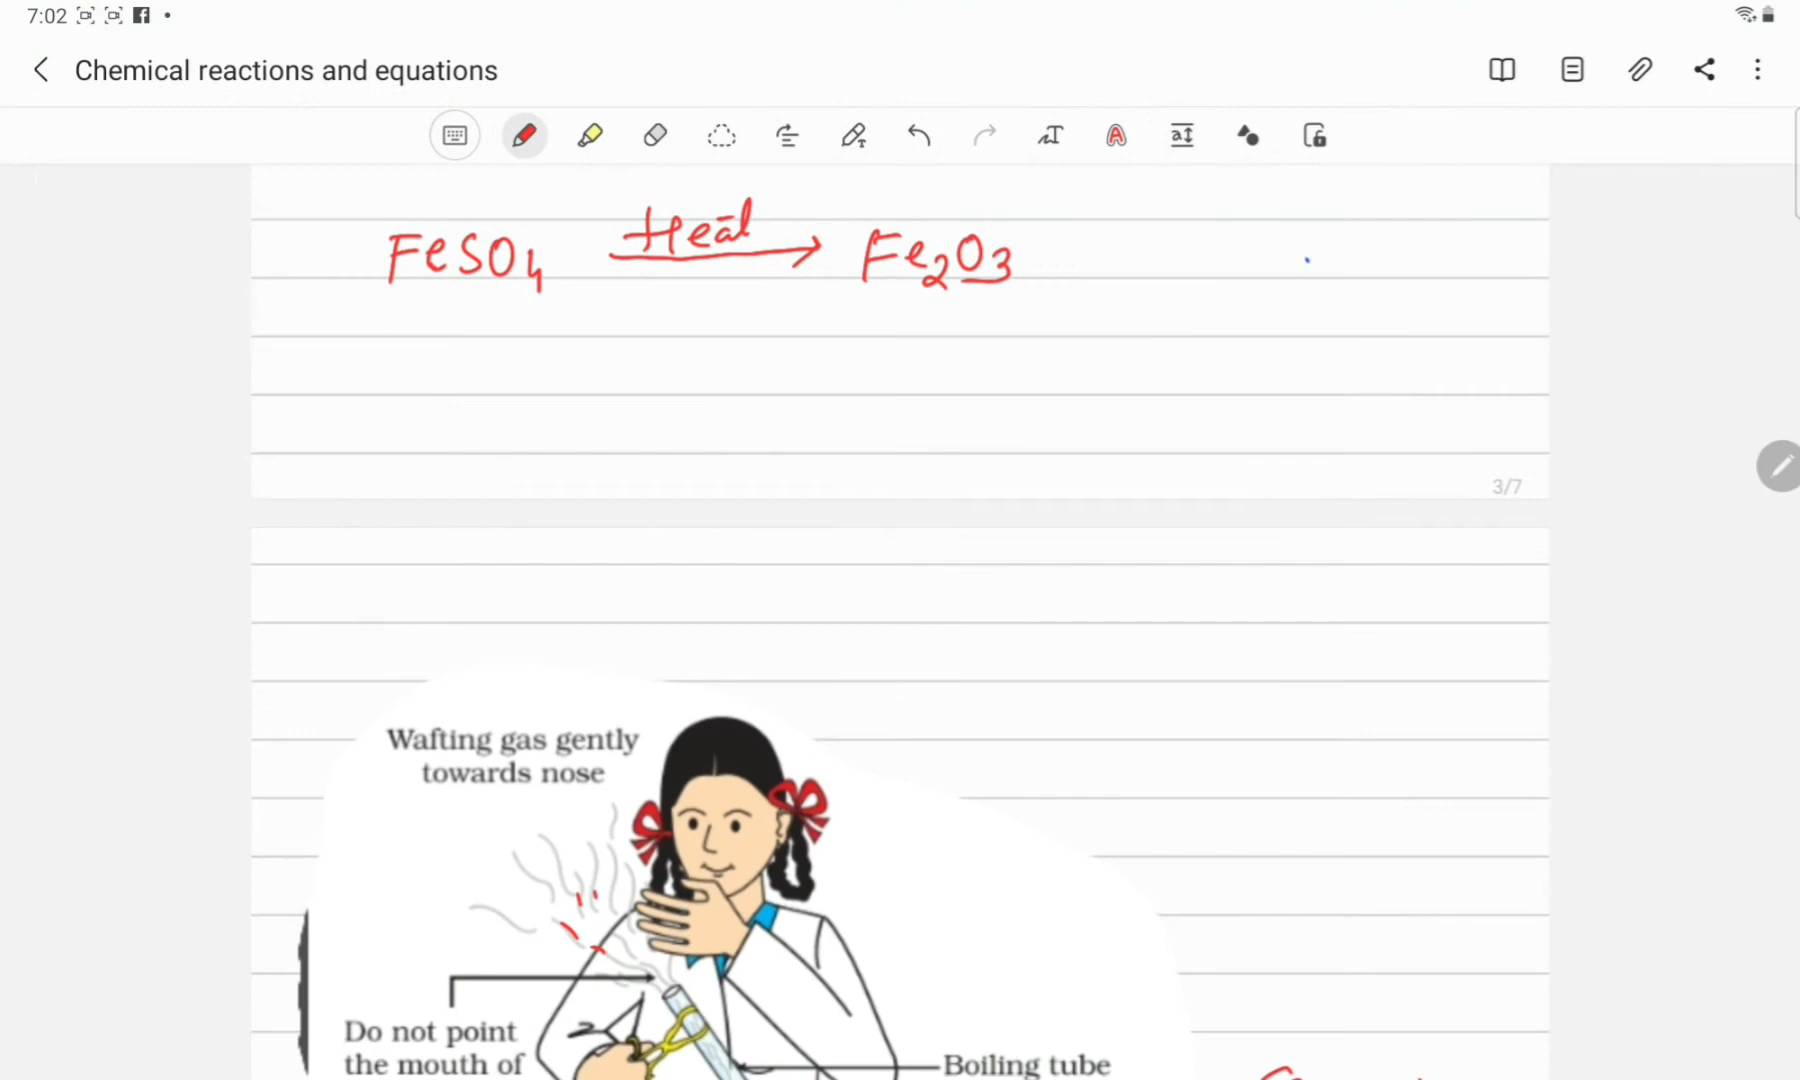 7:02
Chemical reactions and equations
FeSO4 Heat → Fe2O3
3/7
Wafting gas gently
towards nose
Do not point
the mouth of
Boiling tube